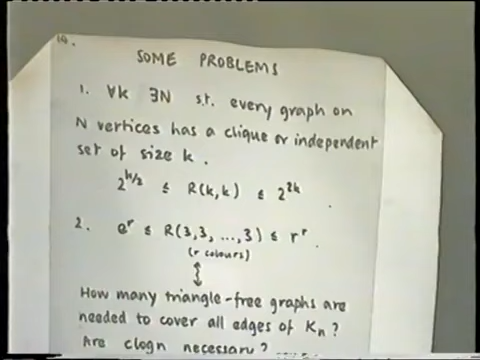 14.
SOME PROBLEMS
1. ∀k ∃N s.t. every graph on
N vertices has a clique or independent
set of size k.
2^{k/2} ≤ R(k,k) ≤ 2^{2k}
2. e^r ≤ R(3,3,...,3) ≤ r^r.
(r colours)
↕
How many triangle-free graphs are
needed to cover all edges of K_n?
Are clogn necessary?